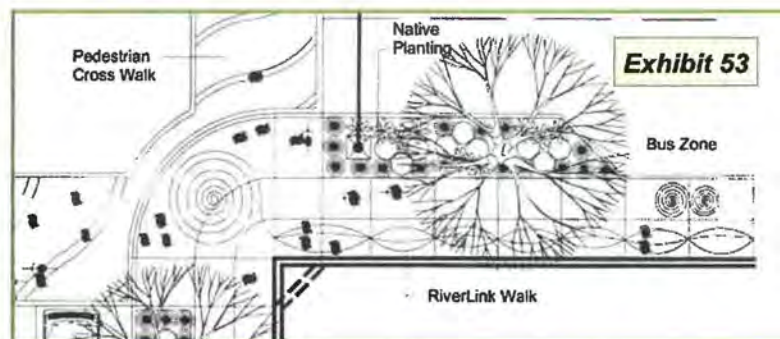 Native
Planting
Pedestrian
Cross Walk
Exhibit 53
Bus Zone
RiverLink Walk